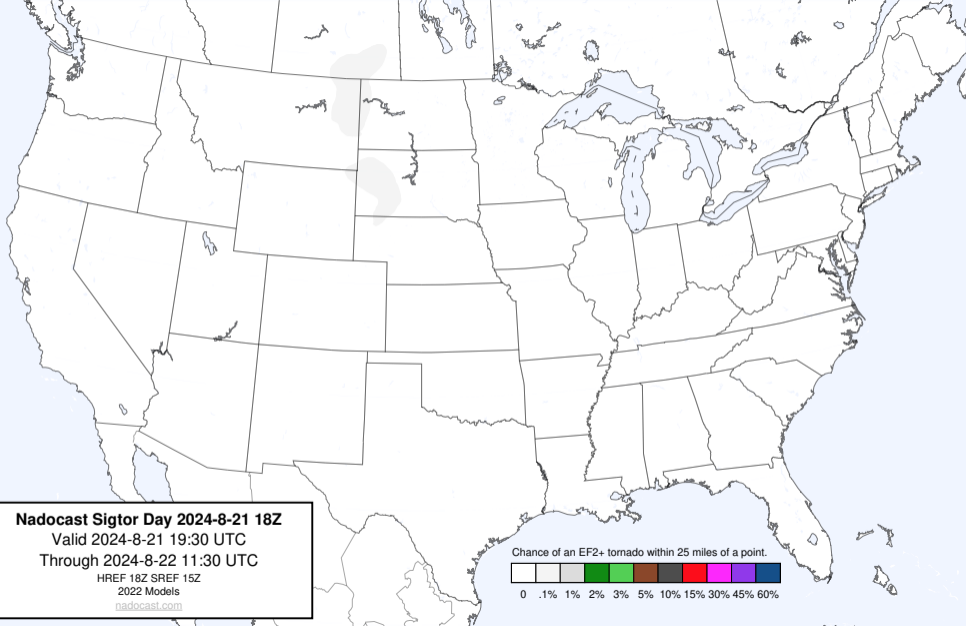 Nadocast Sigtor Day 2024-8-21 18Z
Valid 2024-8-21 19:30 UTC
Through 2024-8-22 11:30 UTC
HREF 18Z SREF 15Z
2022 Models
nadocast.com
Chance of an EF2+ tornado within 25 miles of a point.
0 .1% 1% 2% 3% 5% 10% 15% 30% 45% 60%